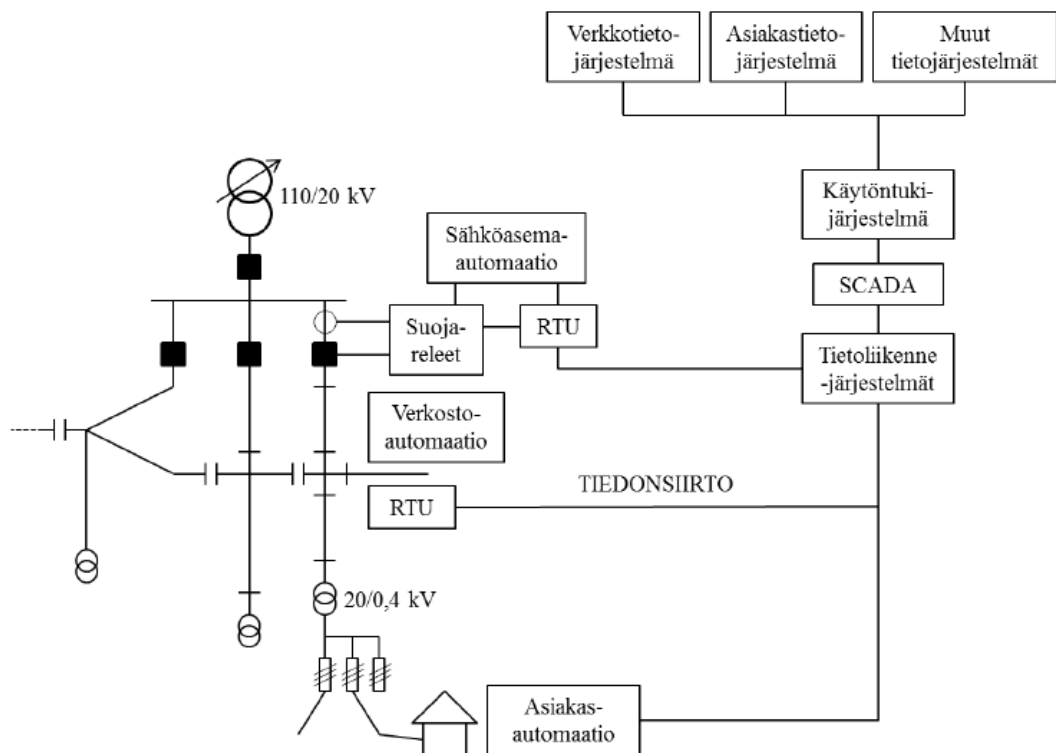 Verkkotieto-
järjestelmä
Asiakastieto-
järjestelmä
Muut
tietojärjestelmät
110/20 kV
Käytöntuki-
järjestelmä
Sähköasema-
automaatio
SCADA
Suoja-
releet
RTU
Tietoliikenne
-järjestelmät
Verkosto-
automaatio
RTU
TIEDONSIIRTO
20/0,4 kV
Asiakas-
automaatio